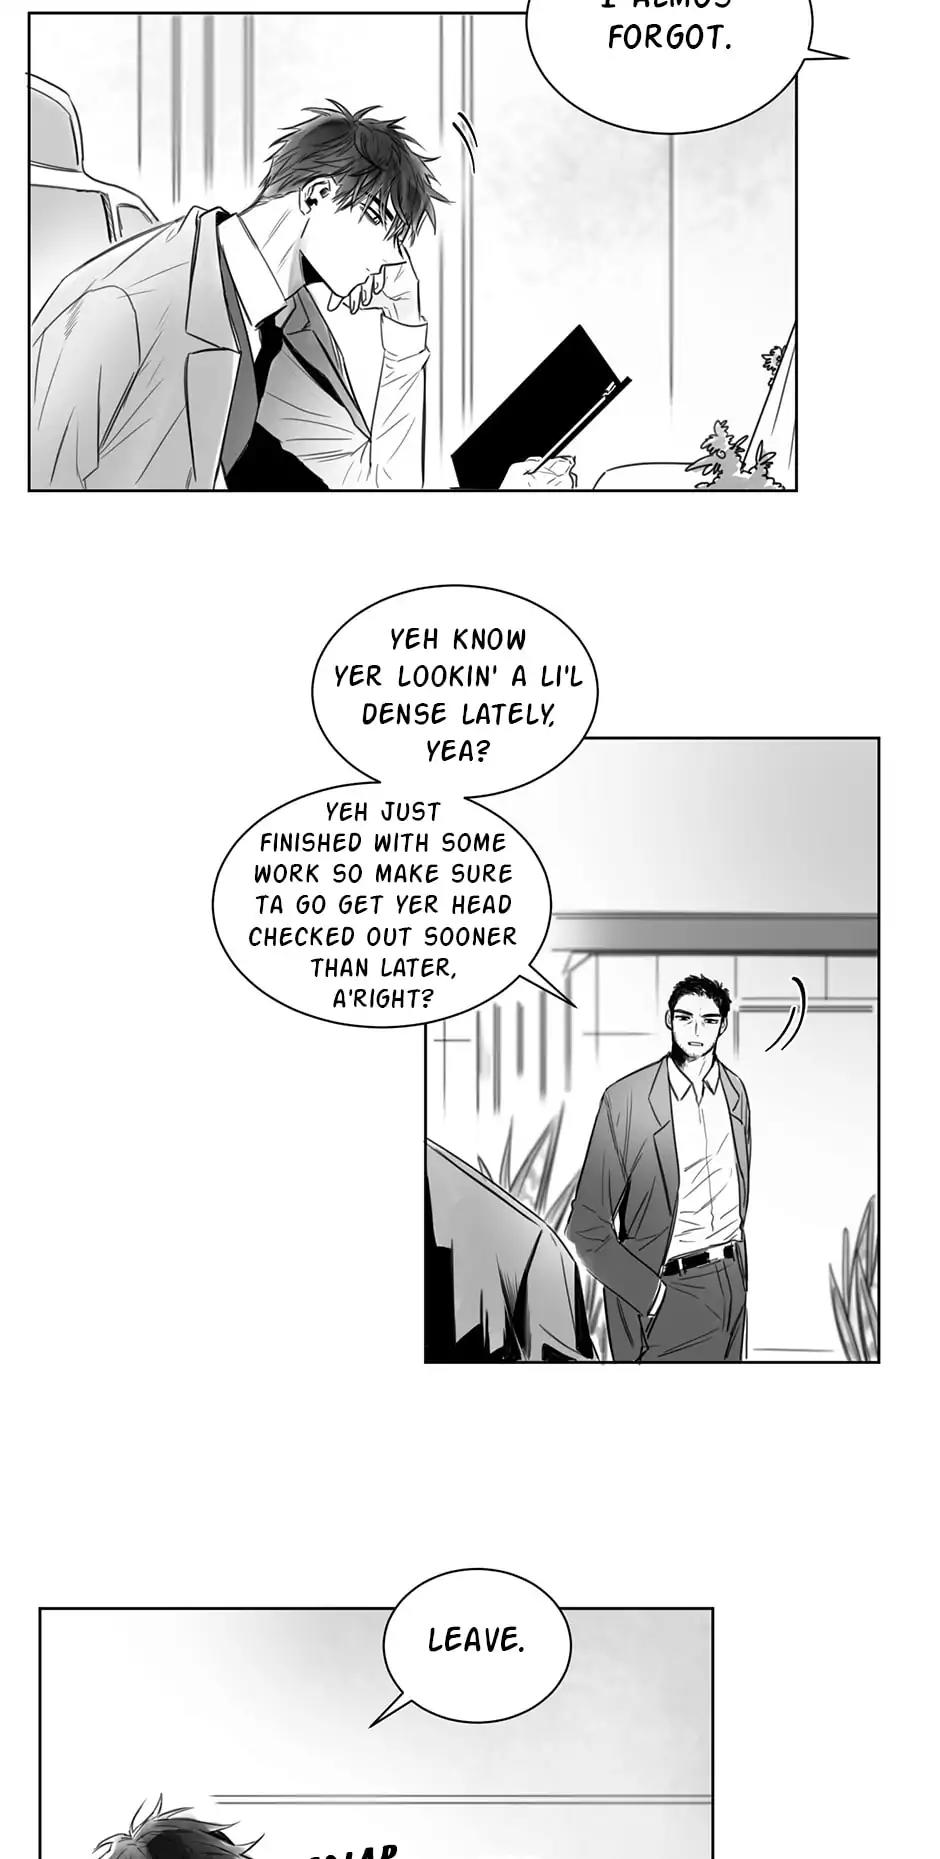 I ALMOS
FORGOT.
YEH KNOW
YER LOOKIN' A LI'L
DENSE LATELY,
YEA?
YEH JUST
FINISHED WITH SOME
WORK SO MAKE SURE
TA GO GET YER HEAD
CHECKED OUT SOONER
THAN LATER,
A'RIGHT?
LEAVE.